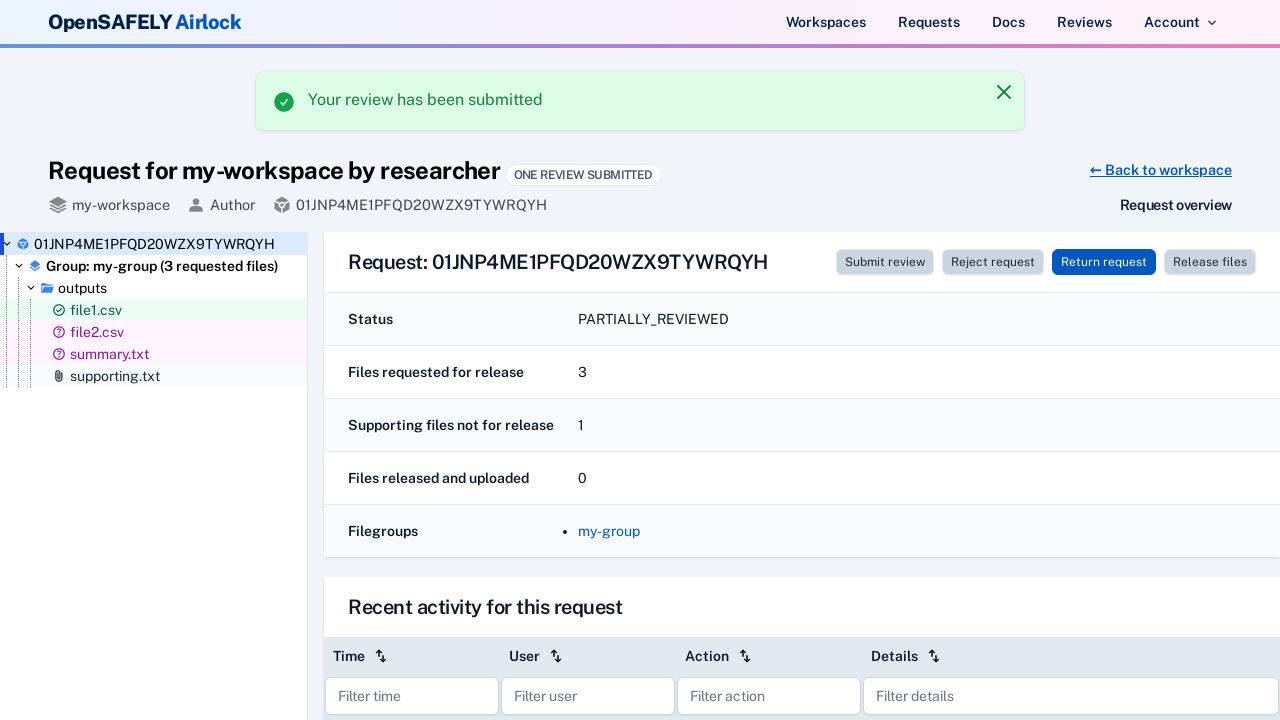 OpenSAFELY Airlock
Workspaces
Requests
Docs
Reviews
Account
Your review has been submitted
Request for my-workspace by researcher ONE REVIEW SUBMITTED
← Back to workspace
my-workspace
Author
01JNP4ME1PFQD20WZX9TYWRQYH
Request overview
01JNP4ME1PFQD20WZX9TYWRQYH
Group: my-group (3 requested files)
outputs
file1.csv
file2.csv
summary.txt
supporting.txt
Request: 01JNP4ME1PFQD20WZX9TYWRQYH
Submit review
Reject request
Return request
Release files
Status PARTIALLY_REVIEWED
Files requested for release 3
Supporting files not for release 1
Files released and uploaded 0
Filegroups • my-group
Recent activity for this request
Time
User
Action
Details
Filter time
Filter user
Filter action
Filter details